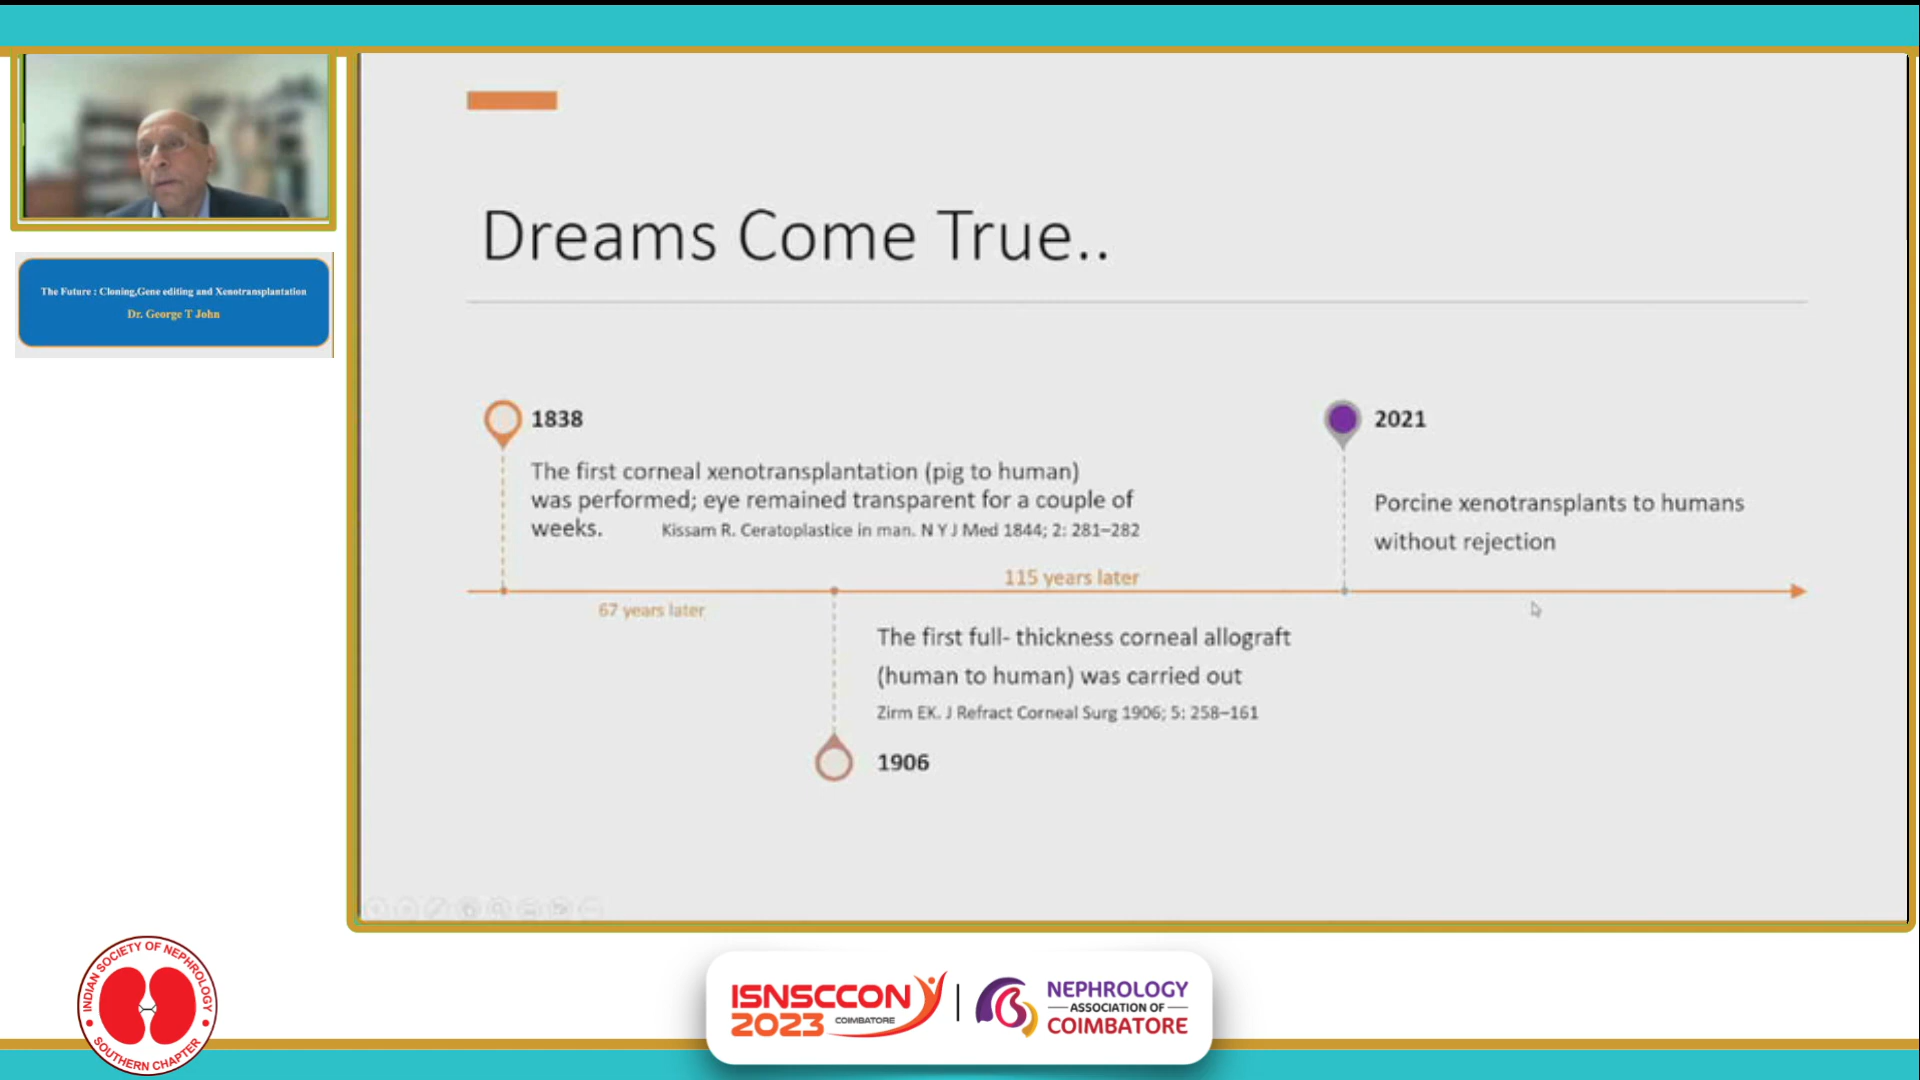 The Future : Cloning,Gene editing and Xenotransplantation
Dr. George T John
Dreams Come True..
1838
The first corneal xenotransplantation (pig to human)
was performed; eye remained transparent for a couple of
weeks. Kissam R. Ceratoplastice in man. N Y J Med 1844; 2: 281–282
2021
Porcine xenotransplants to humans
without rejection
115 years later
67 years later
The first full- thickness corneal allograft
(human to human) was carried out
Zirm EK. J Refract Corneal Surg 1906; 5: 258–161
1906
INDIAN SOCIETY OF NEPHROLOGY
SOUTHERN CHAPTER
ISNSCCON
2023 COIMBATORE
NEPHROLOGY
ASSOCIATION OF
COIMBATORE